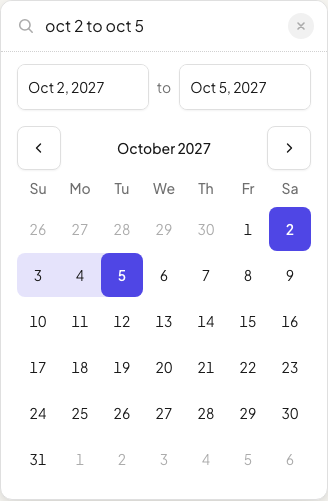 oct 2 to oct 5
Oct 2, 2027 to Oct 5, 2027
October 2027
Su Mo Tu We Th Fr Sa
26 27 28 29 30 1 2
3 4 5 6 7 8 9
10 11 12 13 14 15 16
17 18 19 20 21 22 23
24 25 26 27 28 29 30
31 1 2 3 4 5 6